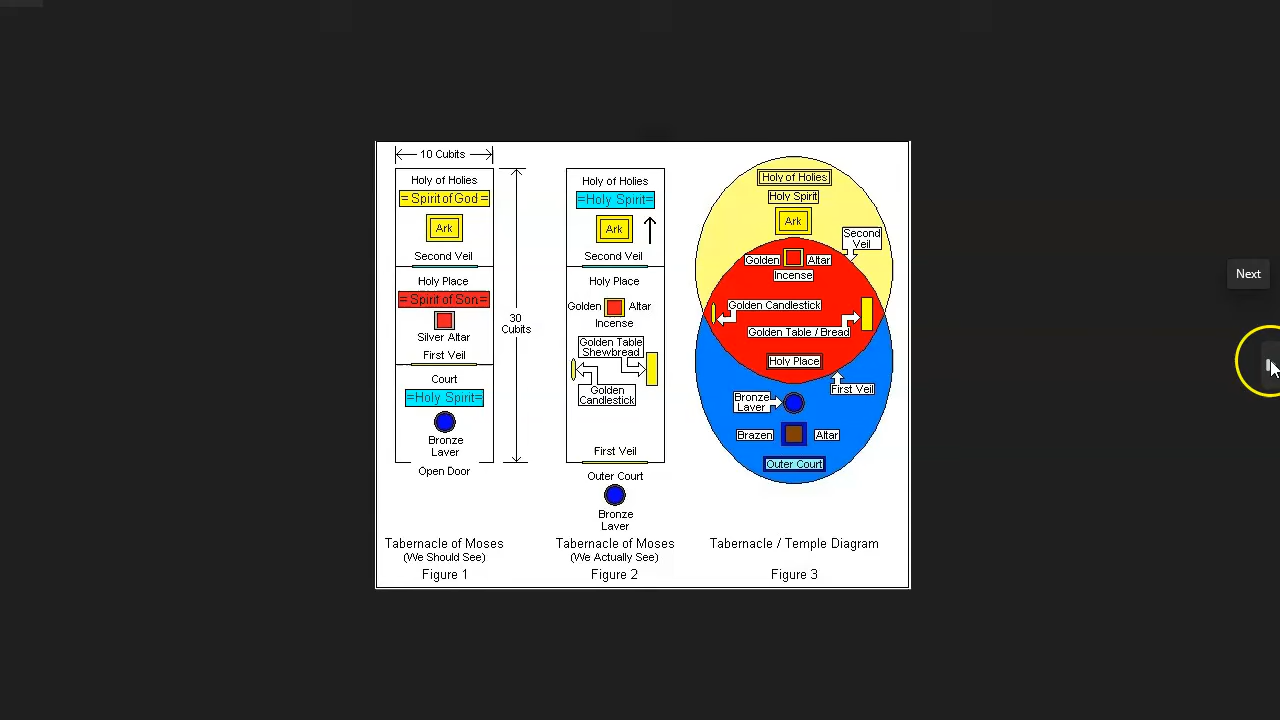 10 Cubits
Holy of Holies
= Spirit of God =
Ark
Second Veil
Holy Place
= Spirit of Son=
Silver Altar
First Veil
Court
=Holy Spirit=
Bronze
Laver
Open Door
30
Cubits
Tabernacle of Moses
(We Should See)
Figure 1
Holy of Holies
=Holy Spirit=
Ark
Second Veil
Holy Place
Golden Altar
Incense
Golden Table
Shewbread
Golden
Candlestick
First Veil
Outer Court
Bronze
Laver
Tabernacle of Moses
(We Actually See)
Figure 2
Holy of Holies
Holy Spirit
Ark
Second
Veil
Golden Altar
Incense
Golden Candlestick
Golden Table / Bread
Holy Place
First Veil
Bronze
Laver
Brazen Altar
Outer Court
Tabernacle / Temple Diagram
Figure 3
Next